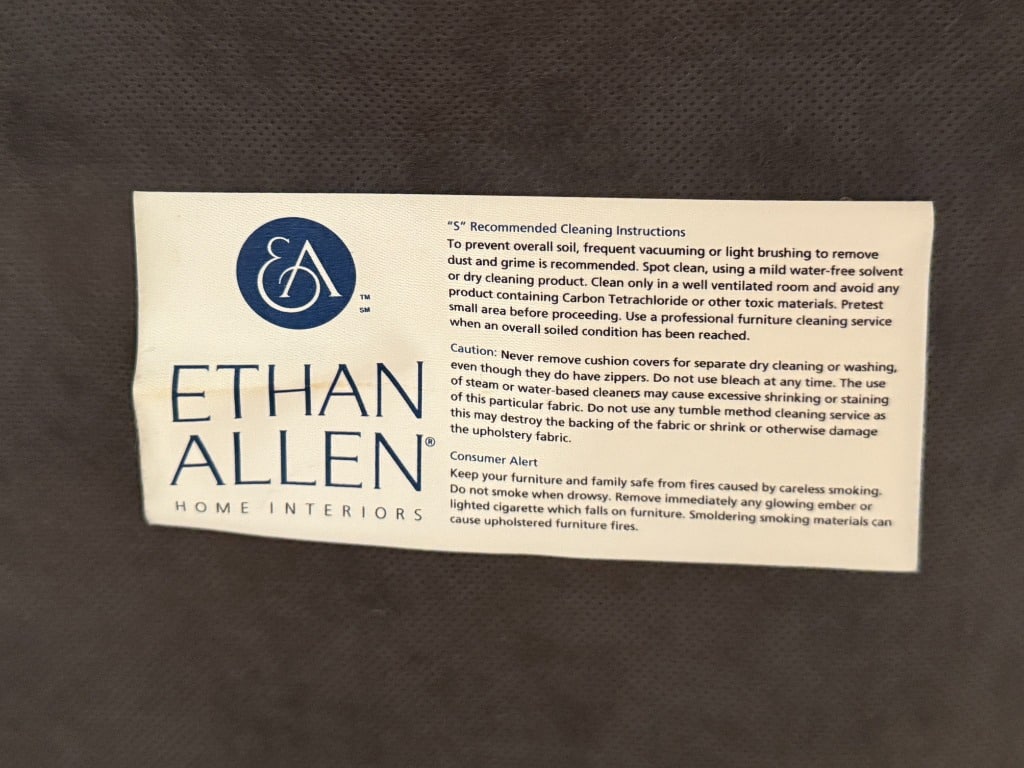 EA
TM
SM
ETHAN
ALLEN®
HOME INTERIORS
"S" Recommended Cleaning Instructions
To prevent overall soil, frequent vacuuming or light brushing to remove
dust and grime is recommended. Spot clean, using a mild water-free solvent
or dry cleaning product. Clean only in a well ventilated room and avoid any
product containing Carbon Tetrachloride or other toxic materials. Pretest
small area before proceeding. Use a professional furniture cleaning service
when an overall soiled condition has been reached.
Caution: Never remove cushion covers for separate dry cleaning or washing,
even though they do have zippers. Do not use bleach at any time. The use
of steam or water-based cleaners may cause excessive shrinking or staining
of this particular fabric. Do not use any tumble method cleaning service as
this may destroy the backing of the fabric or shrink or otherwise damage
the upholstery fabric.
Consumer Alert
Keep your furniture and family safe from fires caused by careless smoking.
Do not smoke when drowsy. Remove immediately any glowing ember or
lighted cigarette which falls on furniture. Smoldering smoking materials can
cause upholstered furniture fires.